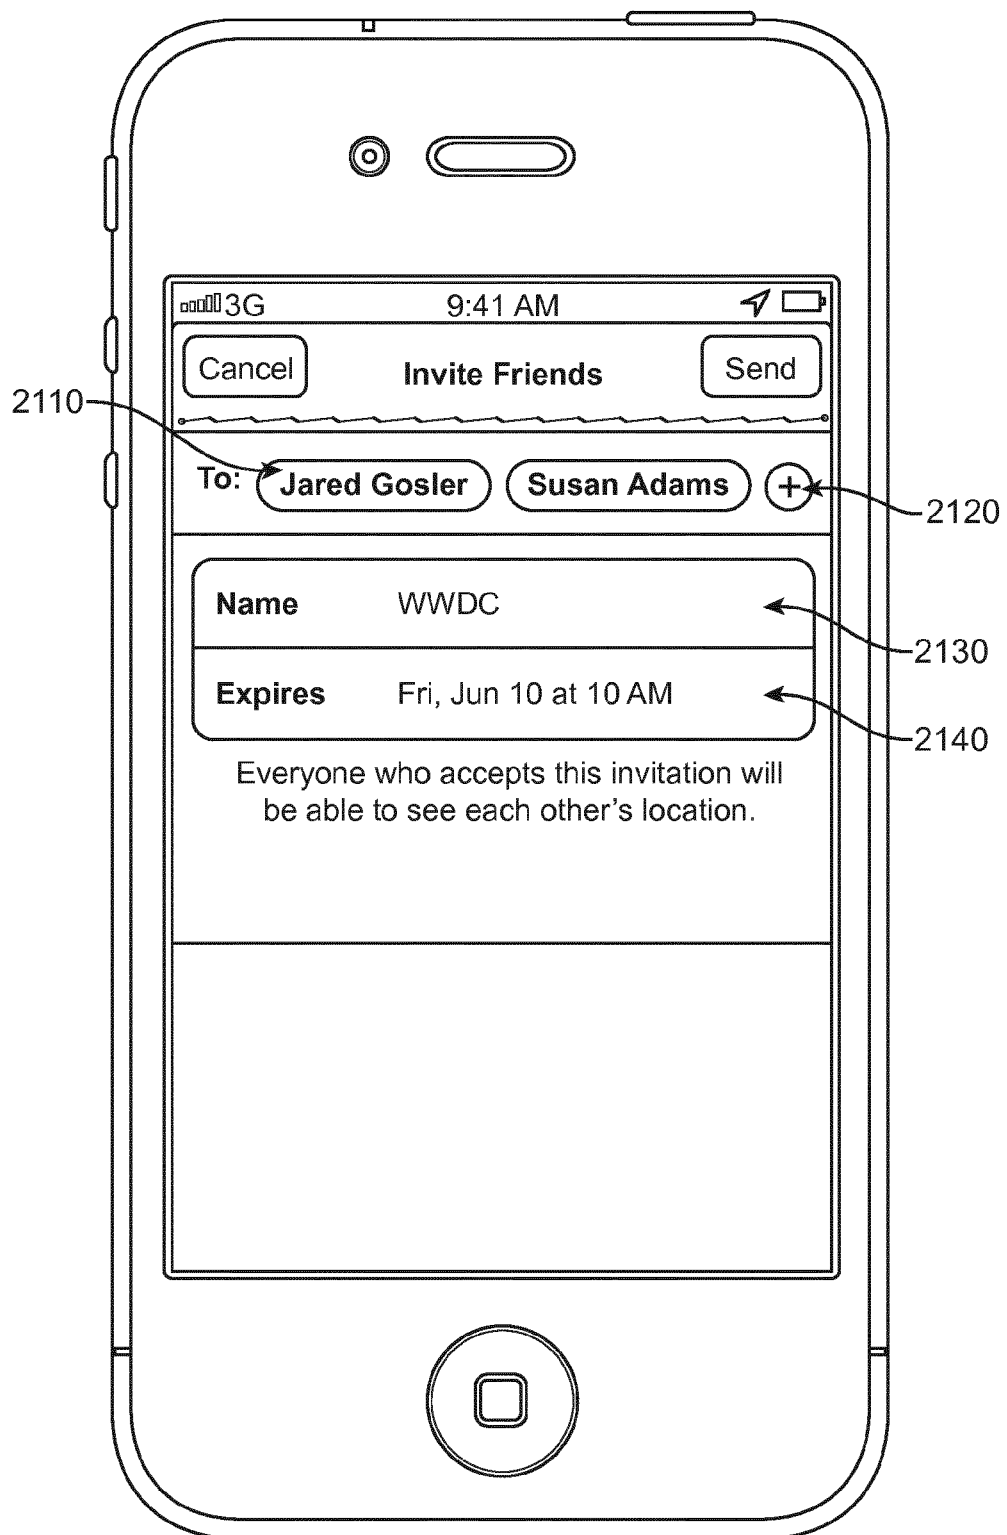 3G 9:41 AM
Cancel Invite Friends Send
2110
To: Jared Gosler Susan Adams +
2120
Name WWDC
2130
Expires Fri, Jun 10 at 10 AM
2140
Everyone who accepts this invitation will
be able to see each other's location.